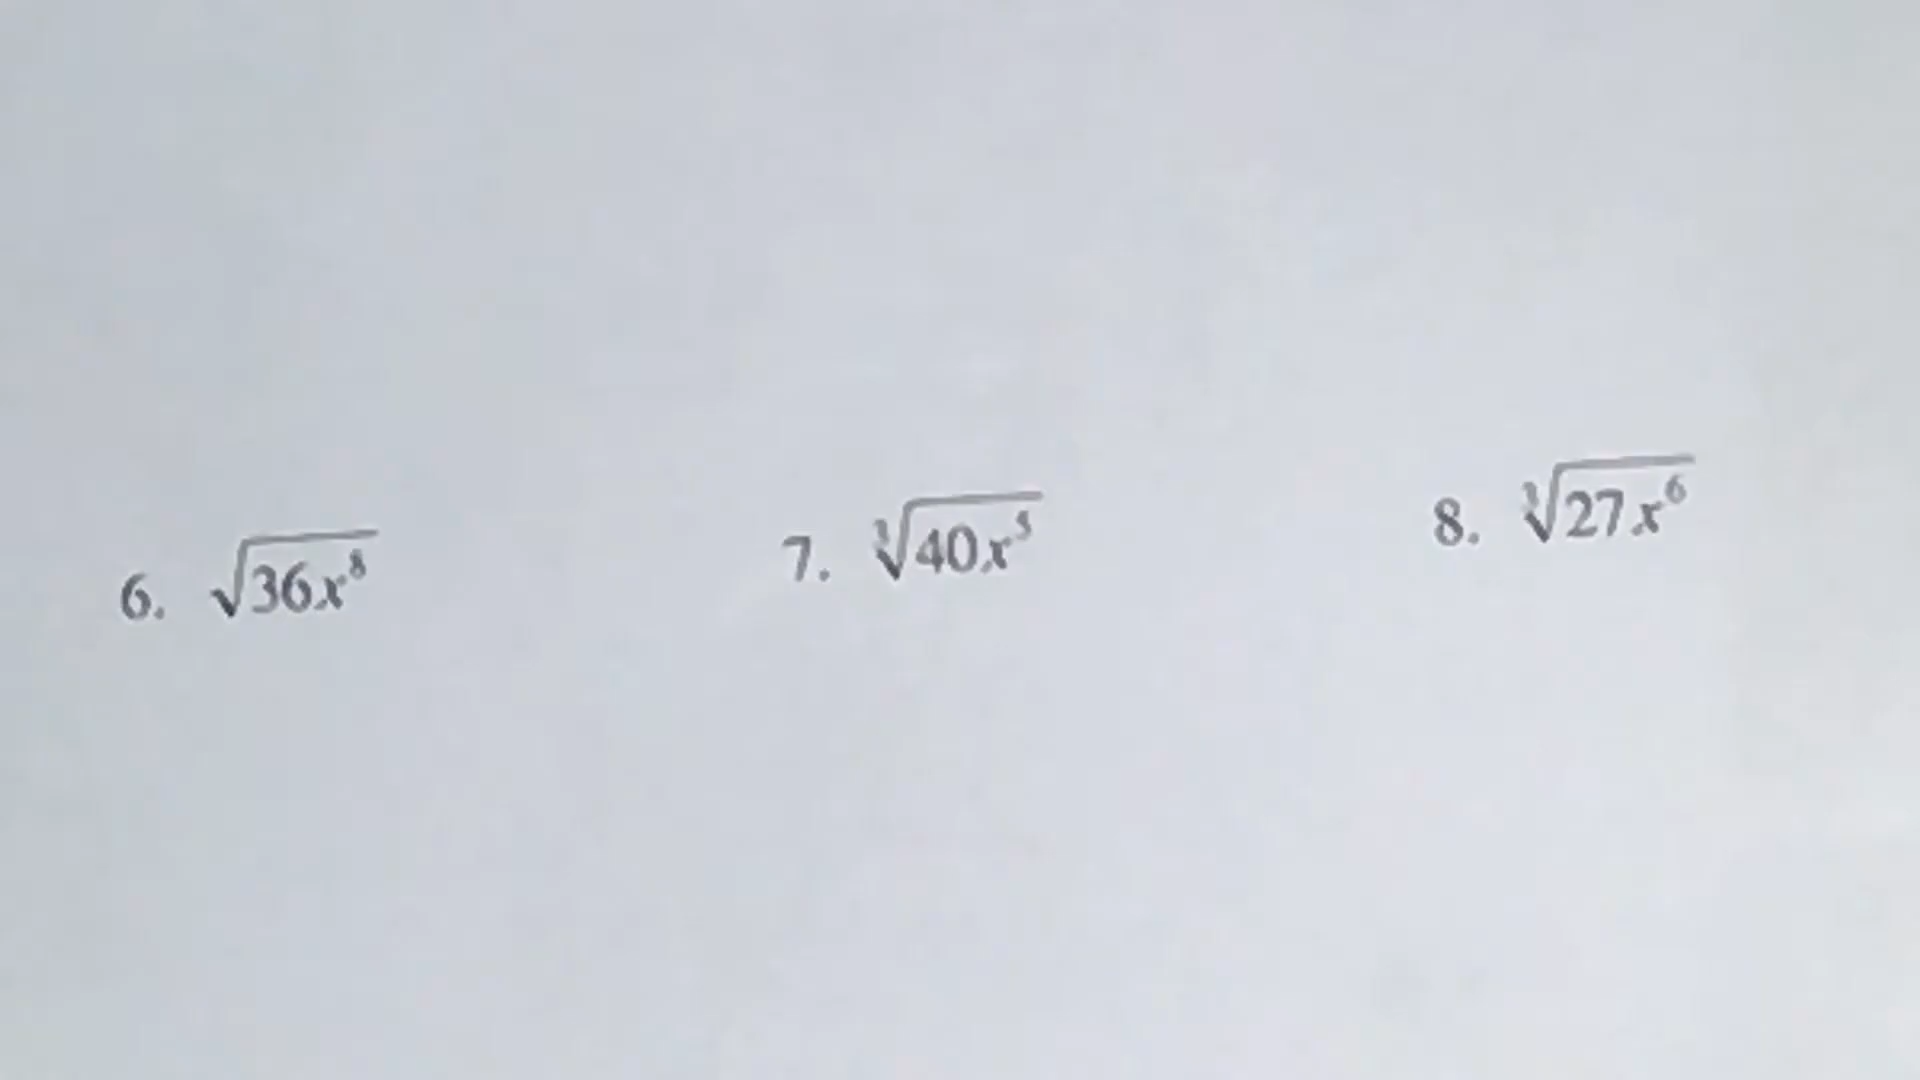 6. √36x⁸ 7. ∛40x⁵ 8. ∛27x⁶